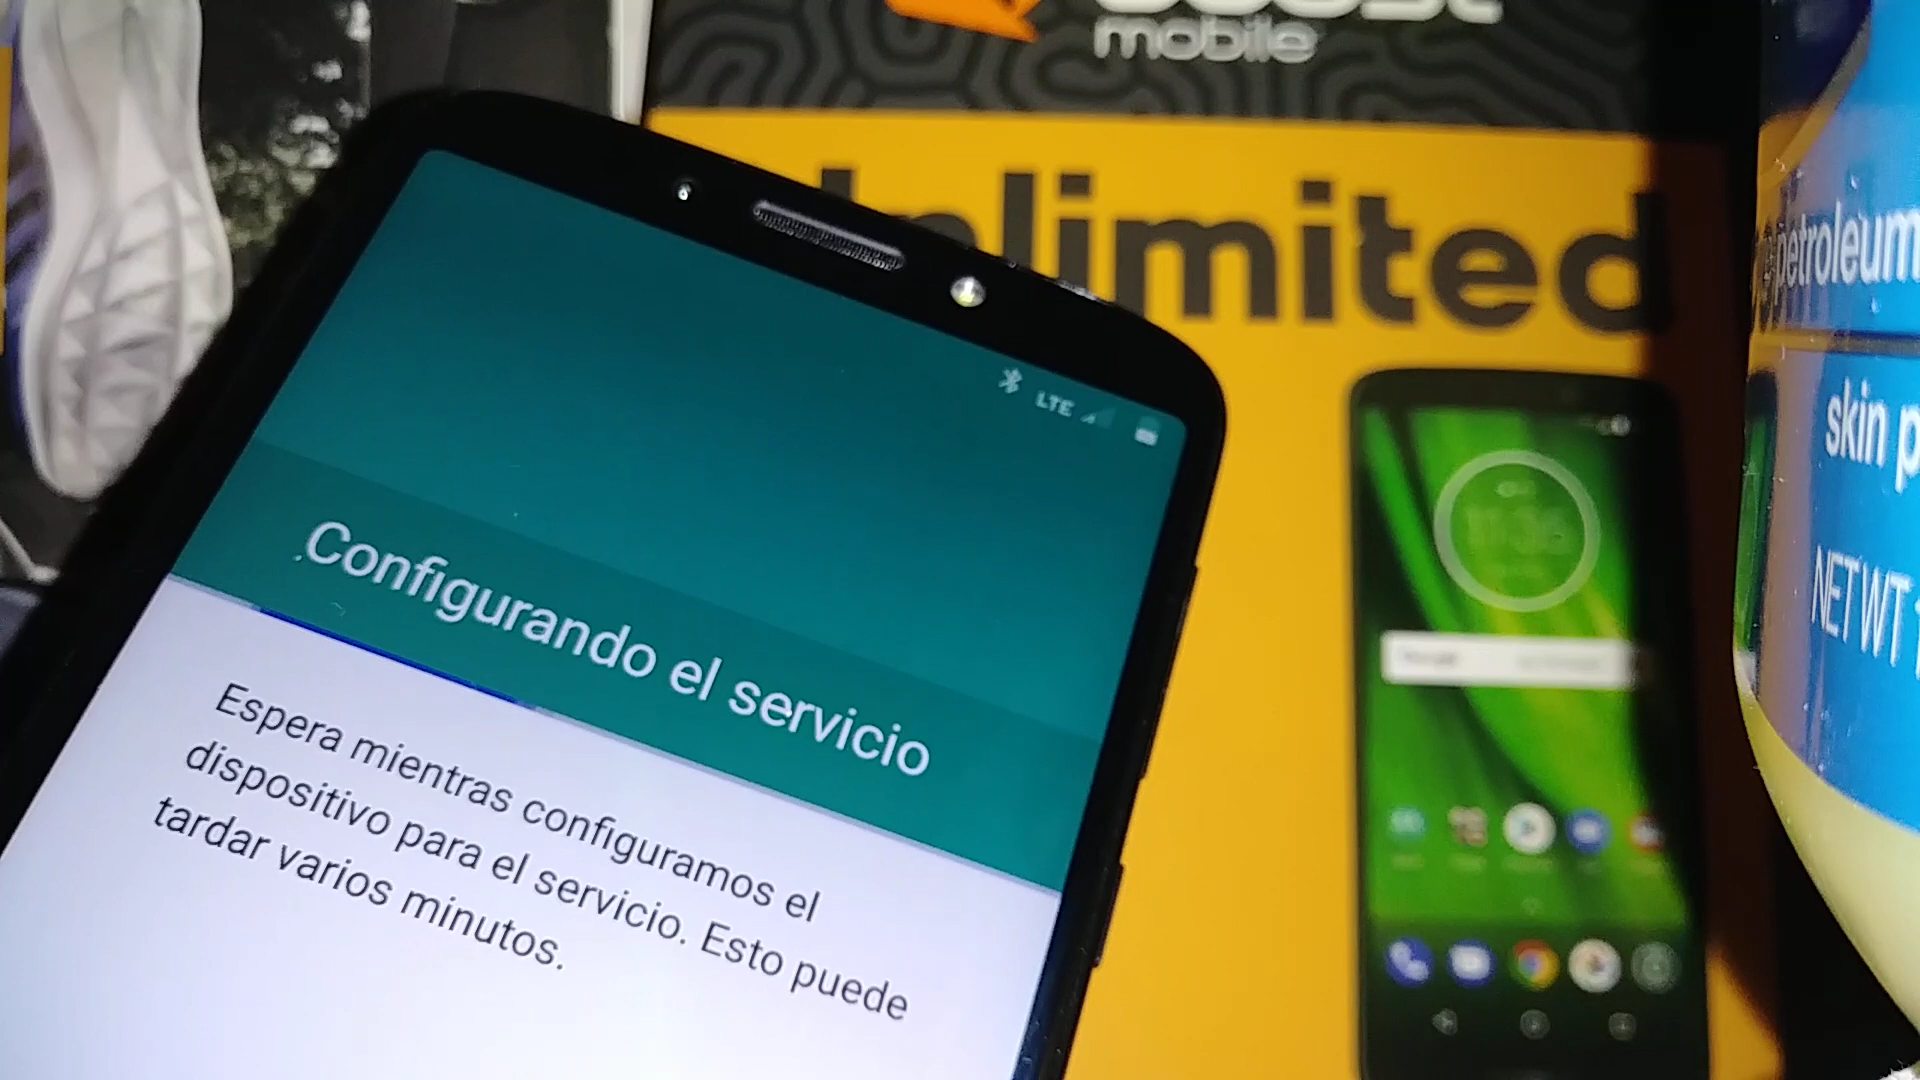 mobile
Unlimited
LTE
Configurando el servicio
Espera mientras configuramos el
dispositivo para el servicio. Esto puede
tardar varios minutos.
petroleum
skin p
NET WT